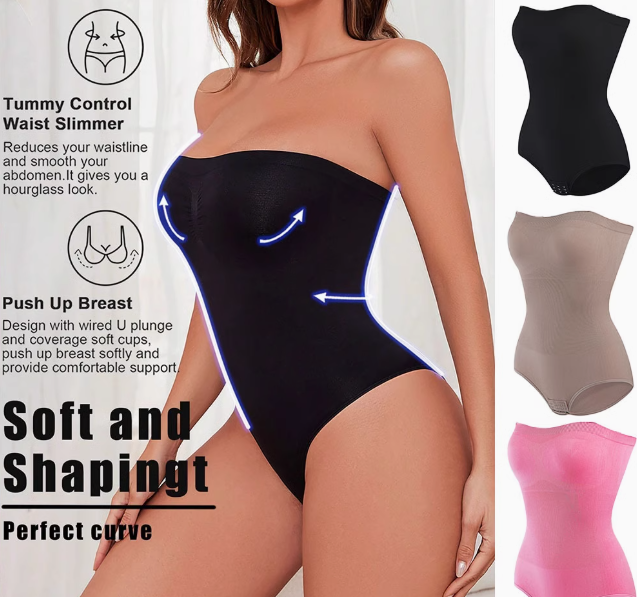 Tummy Control
Waist Slimmer
Reduces your waistline
and smooth your
abdomen.It gives you a
hourglass look.
Push Up Breast
Design with wired U plunge
and coverage soft cups,
push up breast softly and
provide comfortable support.
Soft and
Shapingt
Perfect curve